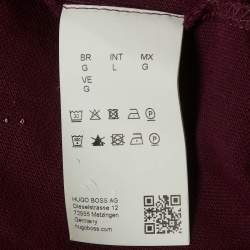 BR INT MX
G L G
VE
G
HUGO BOSS AG
Dieselstrasse 12
72555 Metzingen
Germany
hugoboss.com